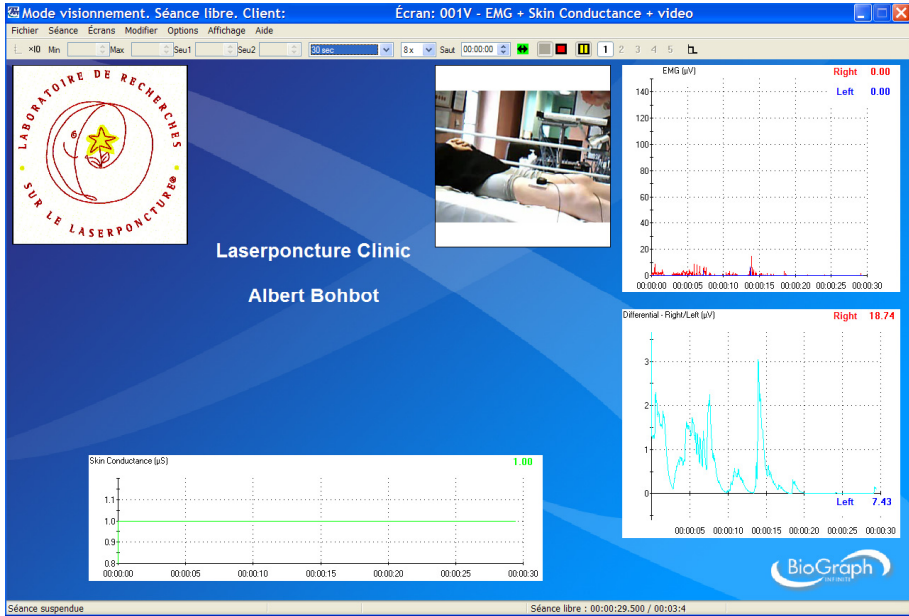 Mode visionnement. Séance libre. Client: Écran: 001V - EMG + Skin Conductance + video
Fichier Séance Écrans Modifier Options Affichage Aide
×10 Min Max Seu1 Seu2 30 sec 8 x Saut 00:00:00 1 2 3 4 5
LABORATOIRE DE RECHERCHES
SUR LE LASERPONCTURE®
Laserponcture Clinic
Albert Bohbot
EMG (µV) Right 0.00
Left 0.00
140
120
100
80
60
40
20
0
00:00:00 00:00:05 00:00:10 00:00:15 00:00:20 00:00:25 00:00:30
Differential - Right/Left (µV) Right 18.74
3
2
1
0
Left 7.43
00:00:05 00:00:10 00:00:15 00:00:20 00:00:25 00:00:30
Skin Conductance (µS) 1.00
1.1
1.0
0.9
0.8
00:00:00 00:00:05 00:00:10 00:00:15 00:00:20 00:00:25 00:00:30
BioGraph
INFINITI
Séance suspendue Séance libre : 00:00:29.500 / 00:03:4